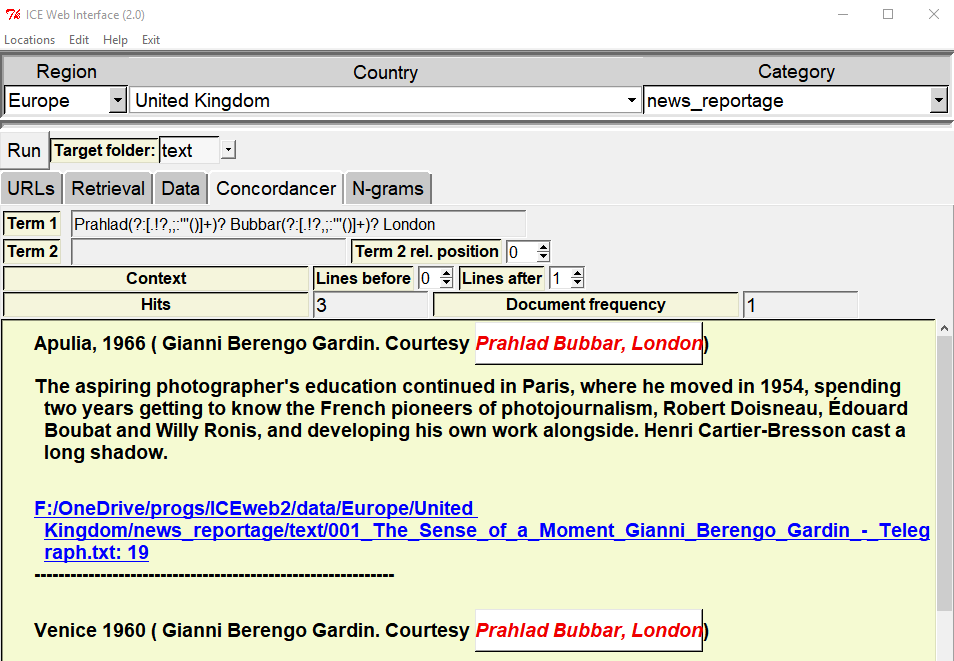 ICE Web Interface (2.0)
Locations Edit Help Exit
Region Country Category
Europe United Kingdom news_reportage
Run Target folder: text
URLs Retrieval Data Concordancer N-grams
Term 1 Prahlad(?:[.!?,;:'"()]+)? Bubbar(?:[.!?,;:'"()]+)? London
Term 2 Term 2 rel. position 0
Context Lines before 0 Lines after 1
Hits 3 Document frequency 1
Apulia, 1966 ( Gianni Berengo Gardin. Courtesy Prahlad Bubbar, London)
The aspiring photographer's education continued in Paris, where he moved in 1954, spending
two years getting to know the French pioneers of photojournalism, Robert Doisneau, Édouard
Boubat and Willy Ronis, and developing his own work alongside. Henri Cartier-Bresson cast a
long shadow.
F:/OneDrive/progs/ICEweb2/data/Europe/United
Kingdom/news_reportage/text/001_The_Sense_of_a_Moment_Gianni_Berengo_Gardin_-_Teleg
raph.txt: 19
------------------------------------------------------------
Venice 1960 ( Gianni Berengo Gardin. Courtesy Prahlad Bubbar, London)